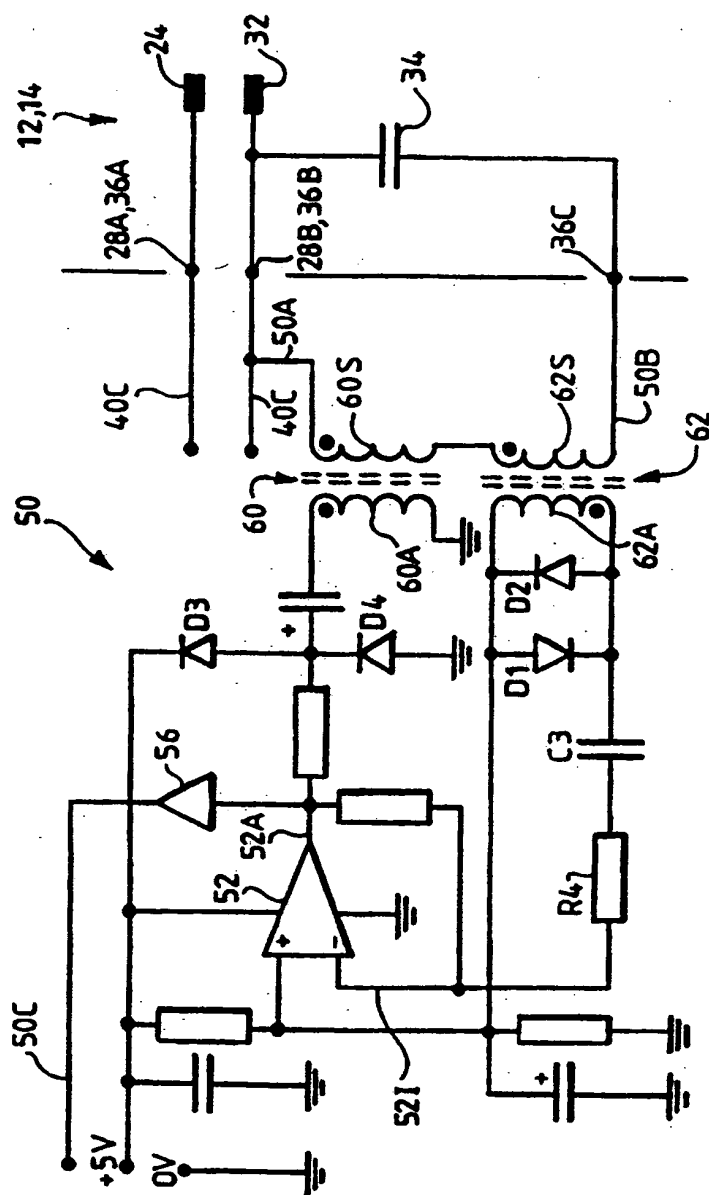 50
12,14
24
32
34
40C
28A,36A
40C
50A
28B,36B
36C
50B
60
60S
62S
62
60A
62A
D3
D4
D1
D2
C3
R4
56
52A
52
+
-
+
+
50C
+5V
0V
52I